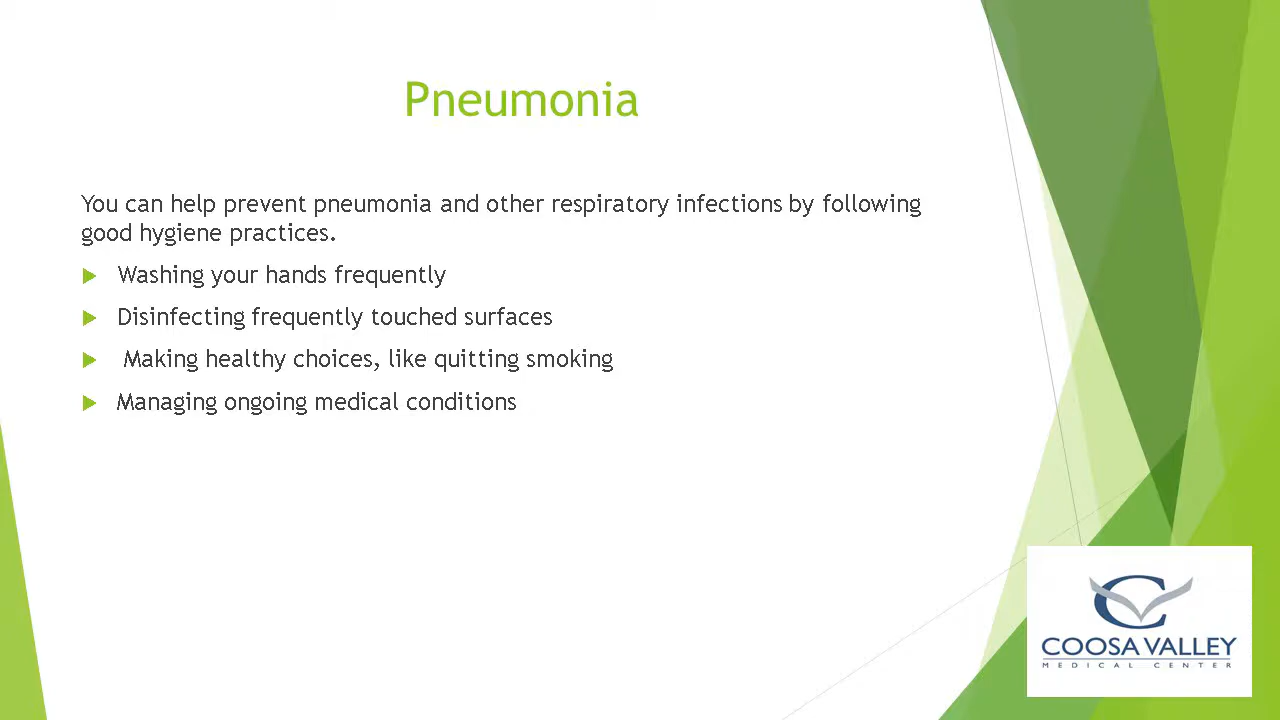 Pneumonia
You can help prevent pneumonia and other respiratory infections by following
good hygiene practices.
Washing your hands frequently
Disinfecting frequently touched surfaces
Making healthy choices, like quitting smoking
Managing ongoing medical conditions
COOSA VALLEY
MEDICAL CENTER